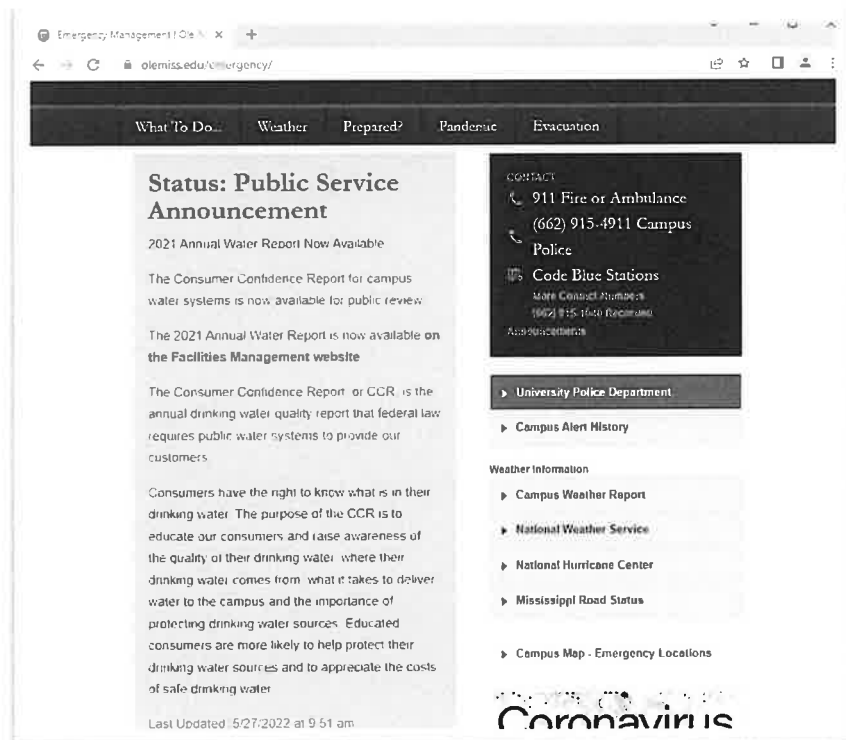 Emergency Management | Ole
olemiss.edu/emergency/
What To Do... Weather Prepared? Pandemic Evacuation
Status: Public Service
Announcement
2021 Annual Water Report Now Available
The Consumer Confidence Report for campus
water systems is now available for public review
The 2021 Annual Water Report is now available on
the Facilities Management website
The Consumer Confidence Report or CCR is the
annual drinking water quality report that federal law
requires public water systems to provide our
customers
Consumers have the right to know what is in their
drinking water. The purpose of the CCR is to
educate our consumers and raise awareness of
the quality of their drinking water where their
drinking water comes from what it takes to deliver
water to the campus and the importance of
protecting drinking water sources. Educated
consumers are more likely to help protect their
drinking water sources and to appreciate the costs
of safe drinking water
Last Updated 5/27/2022 at 9 51 am
CONTACT
911 Fire or Ambulance
(662) 915-4911 Campus
Police
Code Blue Stations
More Contact Numbers
(662) 915-1040 Recorded
Announcements
University Police Department
Campus Alert History
Weather Information
Campus Weather Report
National Weather Service
National Hurricane Center
Mississippi Road Status
Campus Map - Emergency Locations
Coronavirus